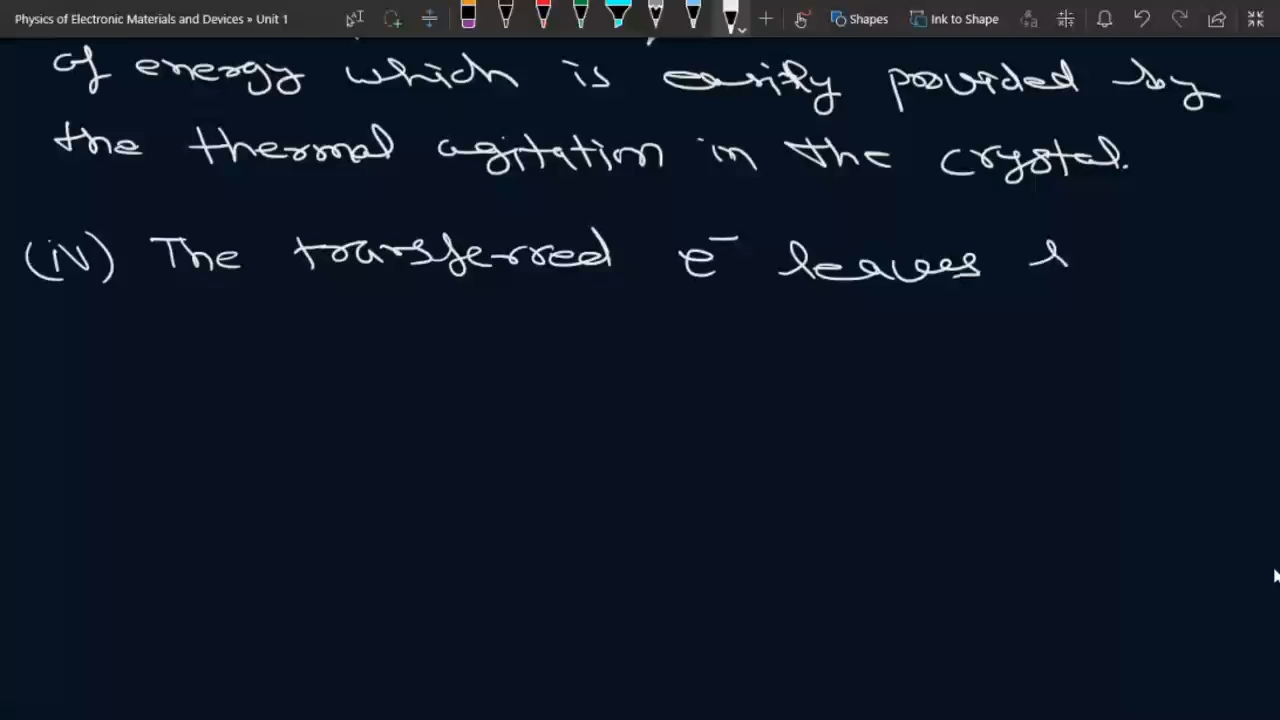 Physics of Electronic Materials and Devices » Unit 1
Shapes
Ink to Shape
of energy which is easily provided by
the thermal agitation in the crystal.
(iv) The transferred e⁻ leaves